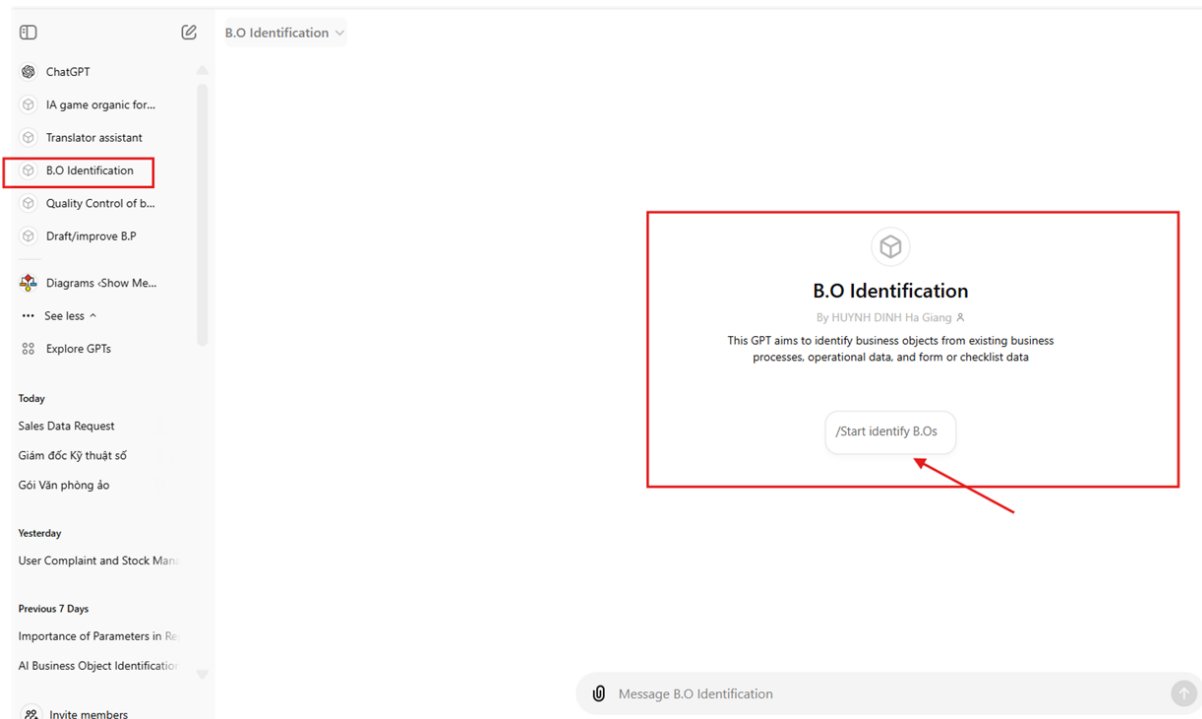 B.O Identification
ChatGPT
IA game organic for...
Translator assistant
B.O Identification
Quality Control of b...
Draft/improve B.P
Diagrams ‹Show Me...
See less
Explore GPTs
Today
Sales Data Request
Giám đốc Kỹ thuật số
Gói Văn phòng ảo
Yesterday
User Complaint and Stock
Previous 7 Days
Importance of Parameters in
AI Business Object Identification
Invite members
B.O Identification
By HUYNH DINH Ha Giang
This GPT aims to identify business objects from existing business
processes, operational data, and form or checklist data
/Start identify B.Os
Message B.O Identification